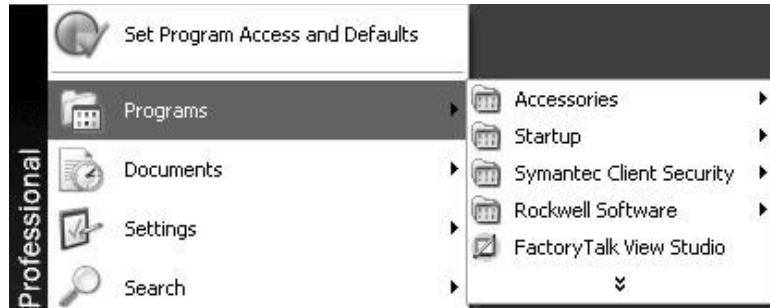 Professional
Set Program Access and Defaults
Programs
Documents
Settings
Search
Accessories
Startup
Symantec Client Security
Rockwell Software
FactoryTalk View Studio